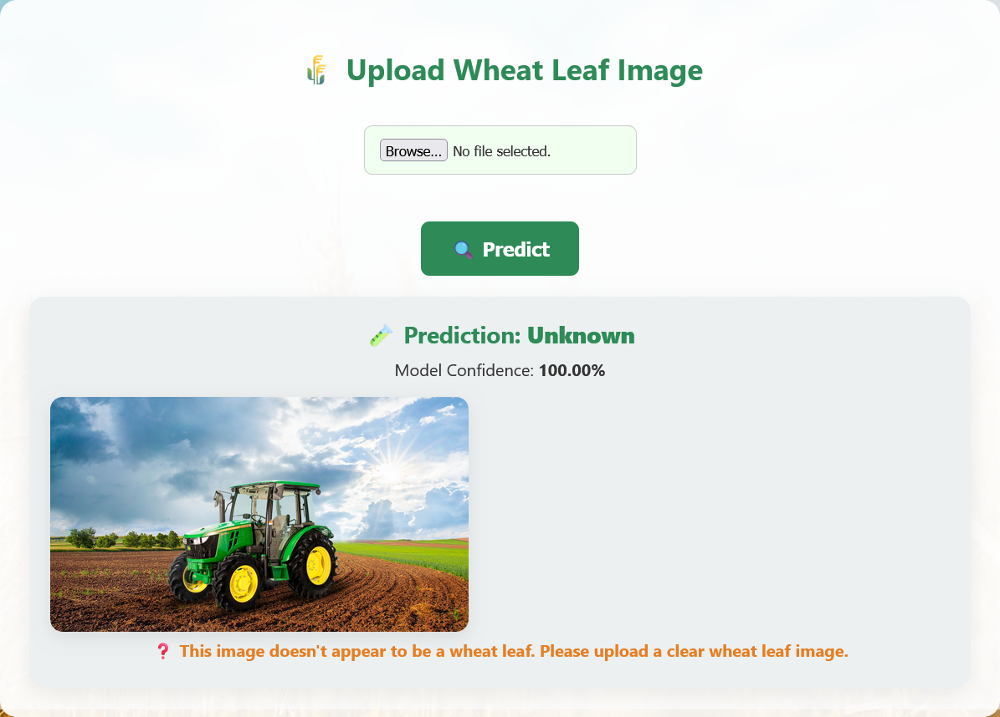 Upload Wheat Leaf Image
Browse... No file selected.
Predict
Prediction: Unknown
Model Confidence: 100.00%
This image doesn't appear to be a wheat leaf. Please upload a clear wheat leaf image.